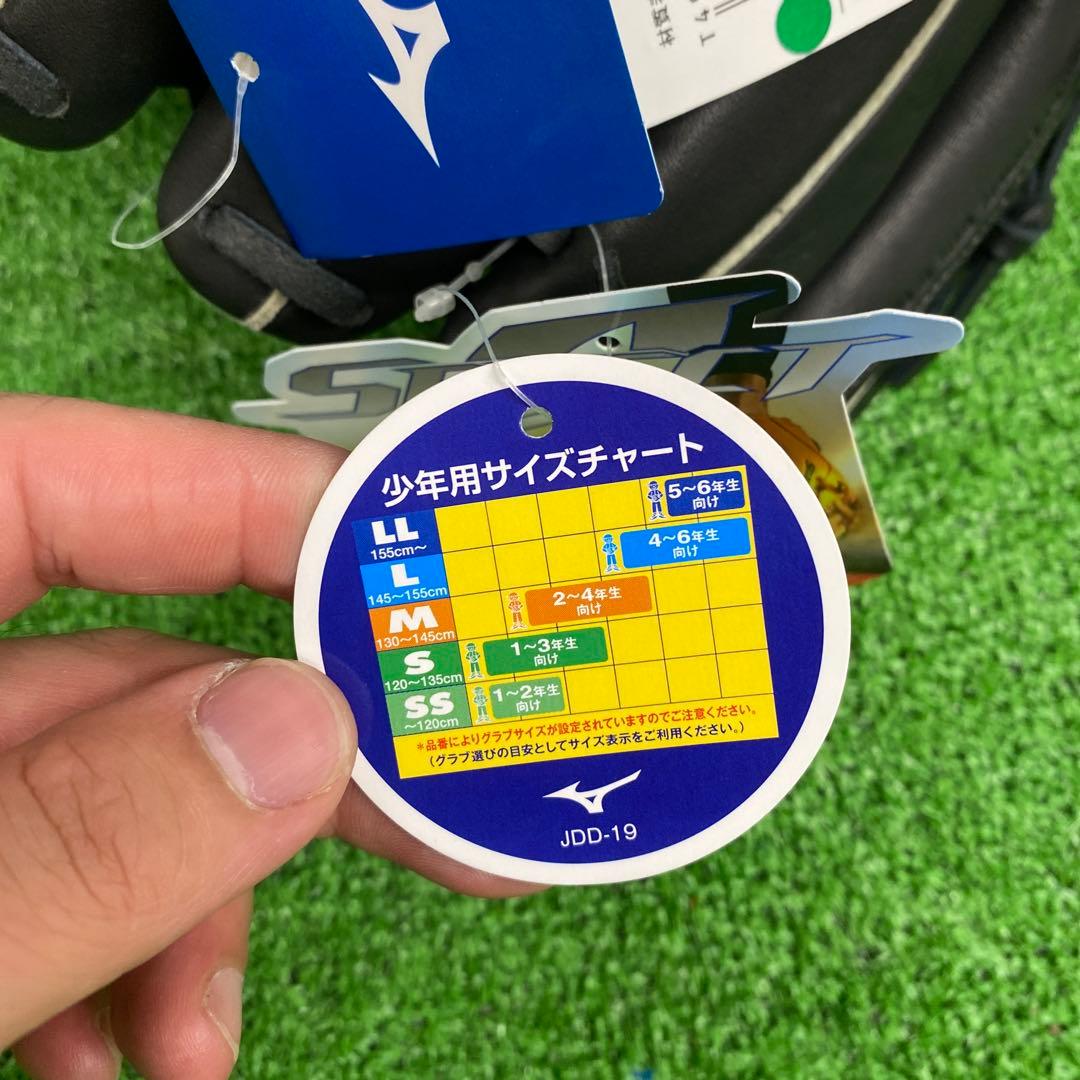 少年用サイズチャート
LL
155cm～
5～6年生
向け
L
145～155cm
4～6年生
向け
M
130～145cm
2～4年生
向け
S
120～135cm
1～3年生
向け
SS
～120cm
1～2年生
向け
*品番によりグラブサイズが設定されていますのでご注意ください。
(グラブ選びの目安としてサイズ表示をご利用ください。)
JDD-19